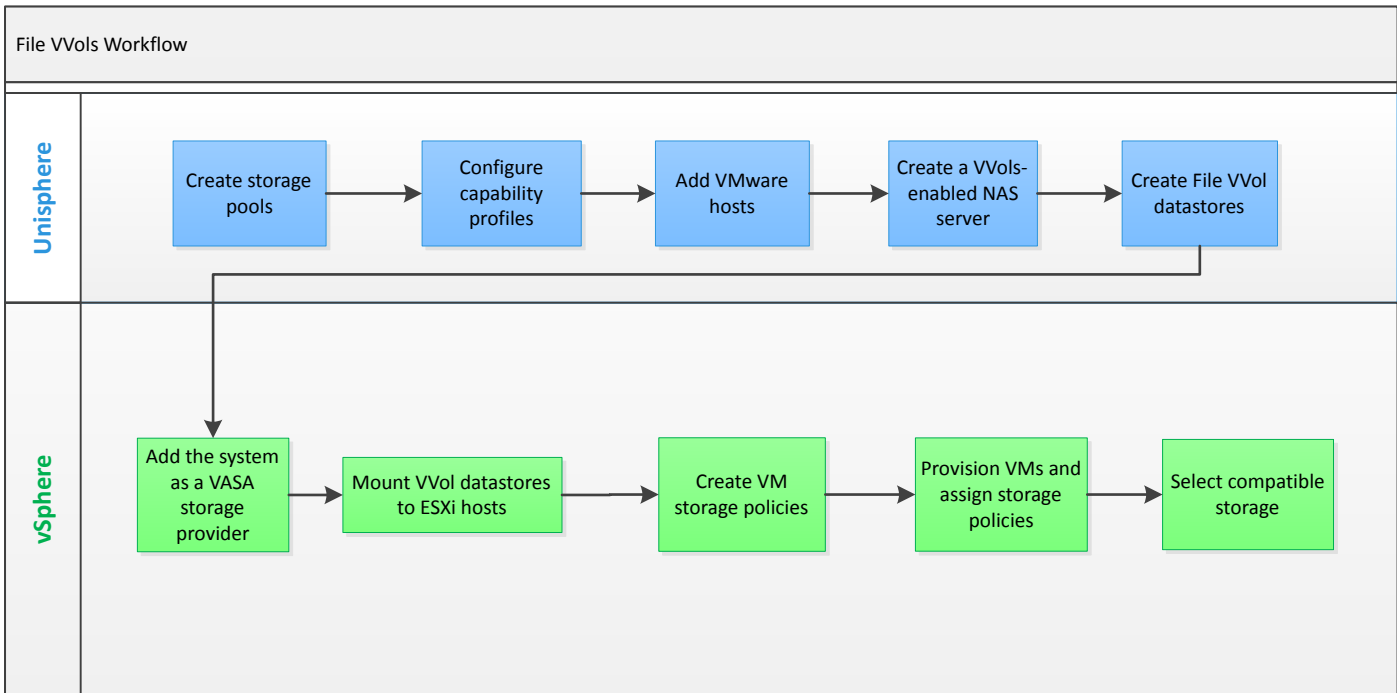 File VVols Workflow
Unisphere
Create storage
pools
Configure
capability
profiles
Add VMware
hosts
Create a VVols-
enabled NAS
server
Create File VVol
datastores
vSphere
Add the system
as a VASA
storage
provider
Mount VVol datastores
to ESXi hosts
Create VM
storage policies
Provision VMs and
assign storage
policies
Select compatible
storage